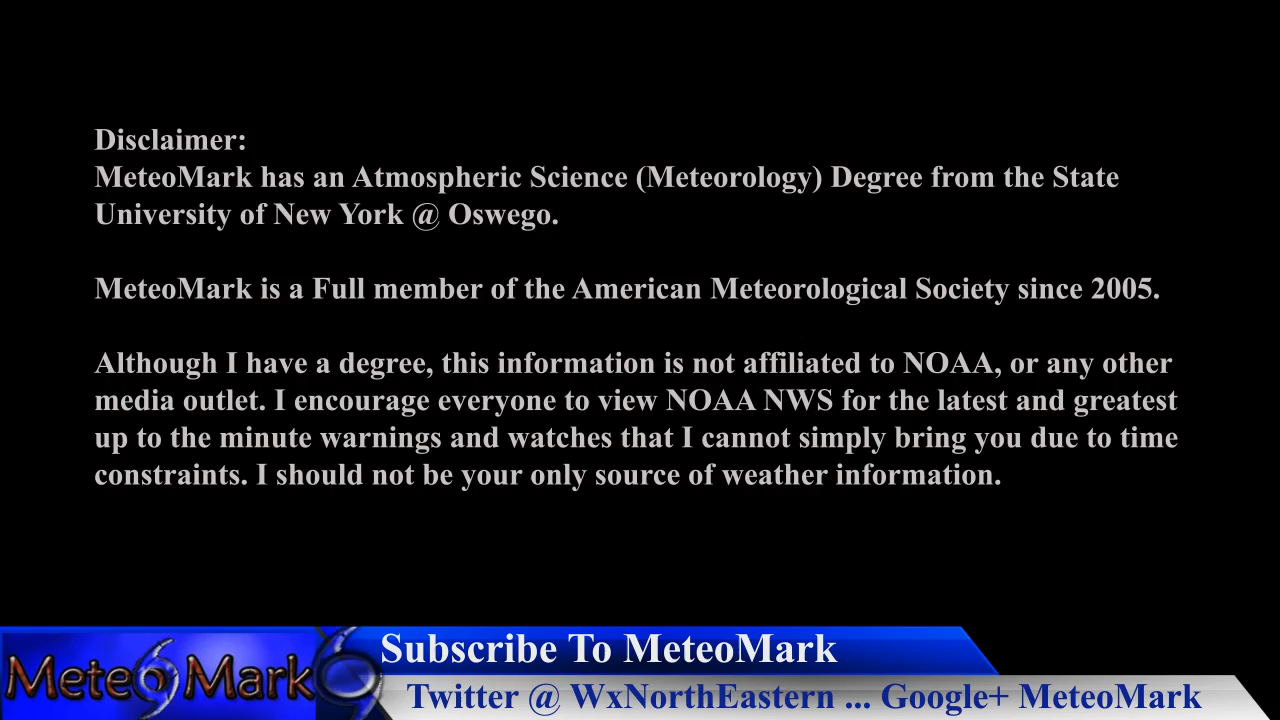 Disclaimer:
MeteoMark has an Atmospheric Science (Meteorology) Degree from the State
University of New York @ Oswego.
MeteoMark is a Full member of the American Meteorological Society since 2005.
Although I have a degree, this information is not affiliated to NOAA, or any other
media outlet. I encourage everyone to view NOAA NWS for the latest and greatest
up to the minute warnings and watches that I cannot simply bring you due to time
constraints. I should not be your only source of weather information.
Subscribe To MeteoMark
Meteo Mark
Twitter @ WxNorthEastern ... Google+ MeteoMark